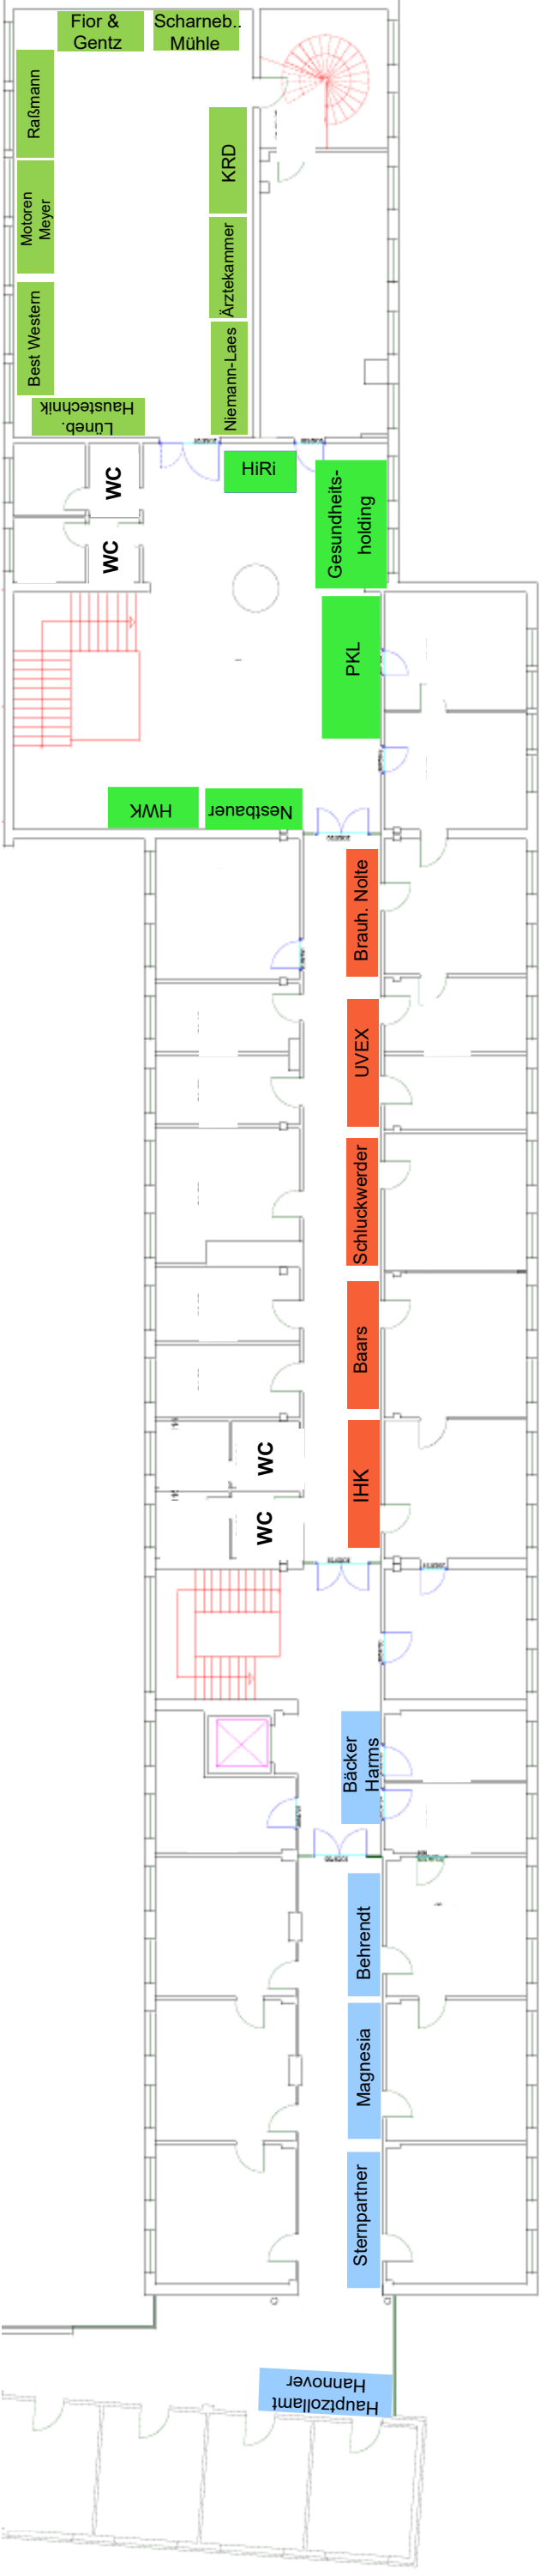 Fior &
Gentz
Scharneb..
Mühle
Raßmann
KRD
Motoren
Meyer
Ärztekammer
Best Western
Niemann-Laes
Lüneb.
Haustechnik
HiRi
WC
Gesundheits-
holding
WC
PKL
HWK
Nestbauer
Brauh. Nolte
UVEX
Schluckwerder
Baars
WC
IHK
WC
Bäcker
Harms
Behrendt
Magnesia
Sternpartner
Hauptzollamt
Hannover